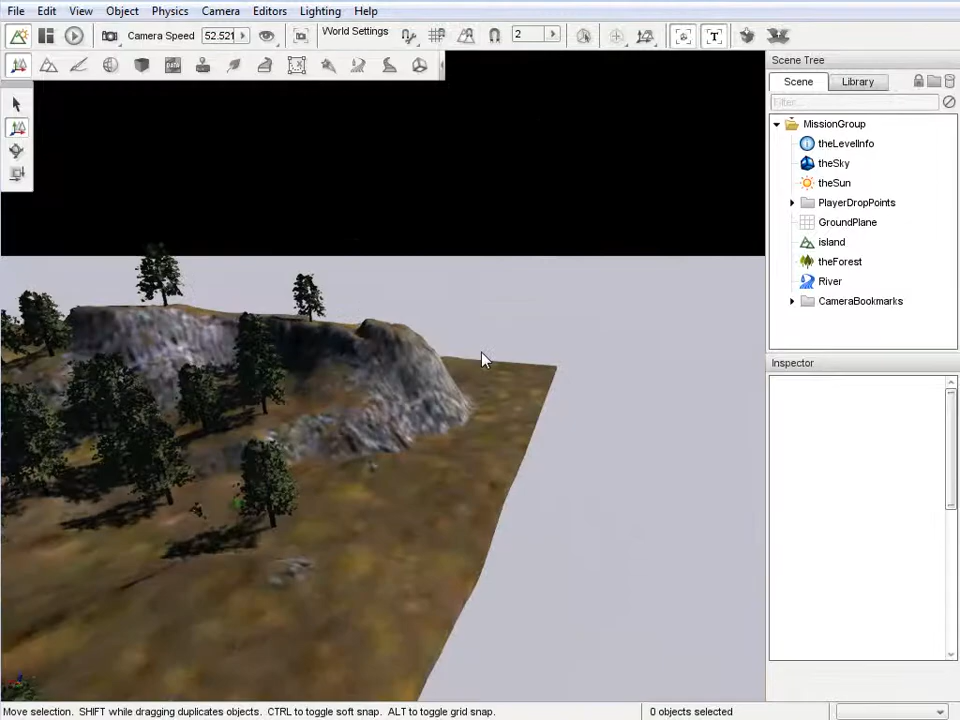 File Edit View Object Physics Camera Editors Lighting Help
Camera Speed 52.521 World Settings 2
Scene Tree
Scene Library
Filter...
MissionGroup
theLevelInfo
theSky
theSun
PlayerDropPoints
GroundPlane
island
theForest
River
CameraBookmarks
Inspector
Move selection. SHIFT while dragging duplicates objects. CTRL to toggle soft snap. ALT to toggle grid snap. 0 objects selected